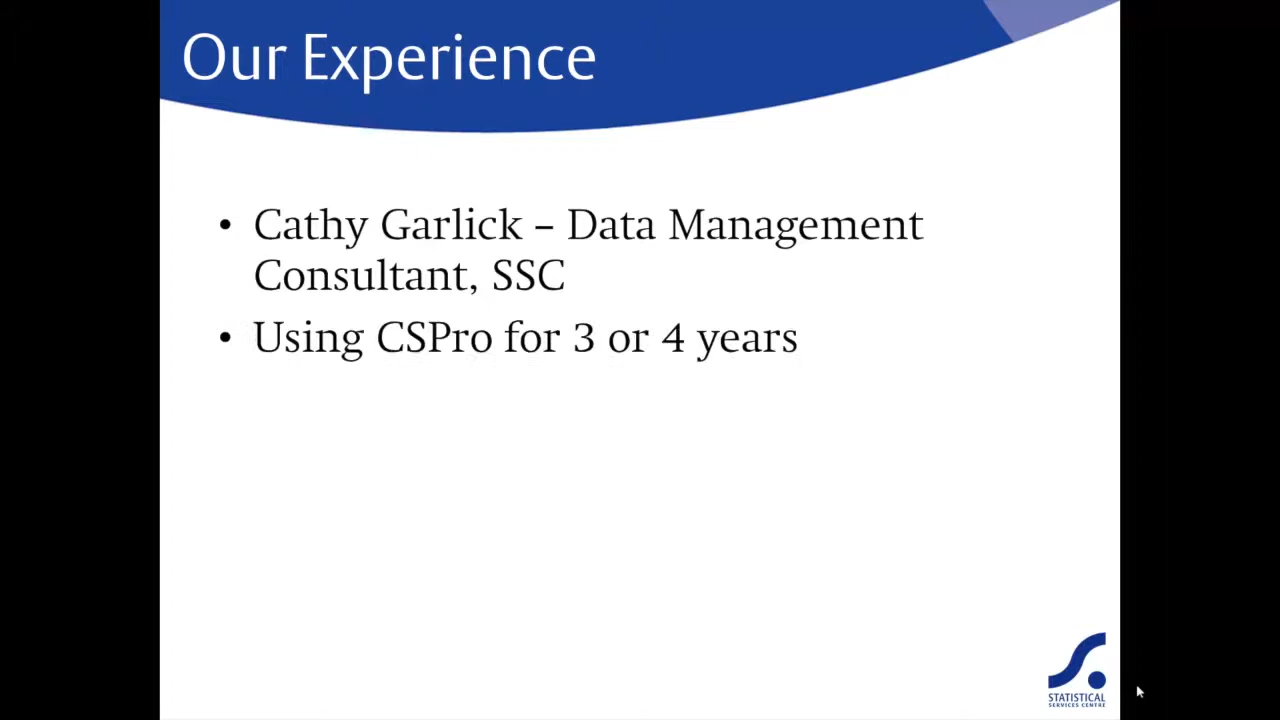 Our Experience
• Cathy Garlick – Data Management
Consultant, SSC
• Using CSPro for 3 or 4 years
STATISTICAL
SERVICES CENTRE